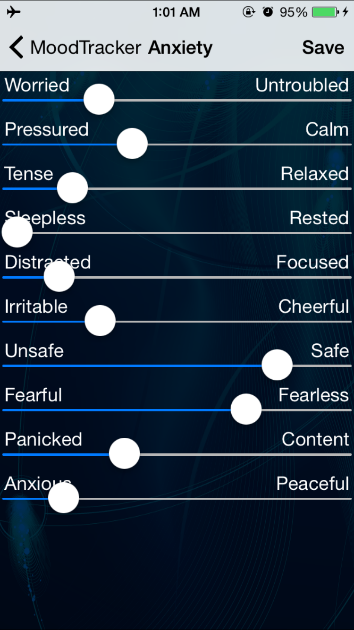 1:01 AM 95%
MoodTracker Anxiety Save
Worried Untroubled
Pressured Calm
Tense Relaxed
Sleepless Rested
Distracted Focused
Irritable Cheerful
Unsafe Safe
Fearful Fearless
Panicked Content
Anxious Peaceful